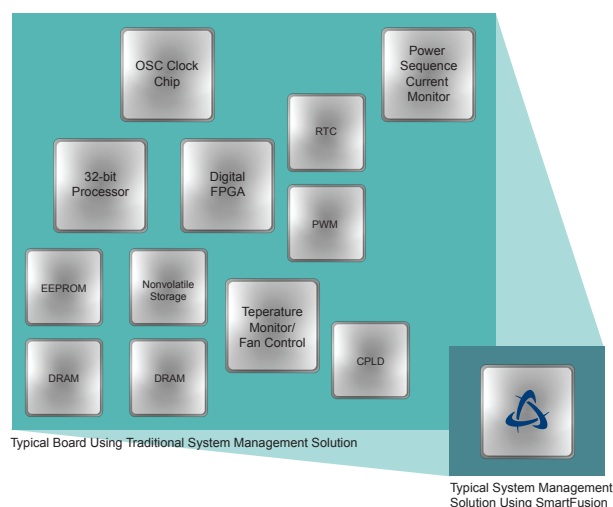 OSC Clock
Chip
Power
Sequence
Current
Monitor
RTC
32-bit
Processor
Digital
FPGA
PWM
EEPROM
Nonvolatile
Storage
Teperature
Monitor/
Fan Control
CPLD
DRAM
DRAM
Typical Board Using Traditional System Management Solution
Typical System Management
Solution Using SmartFusion